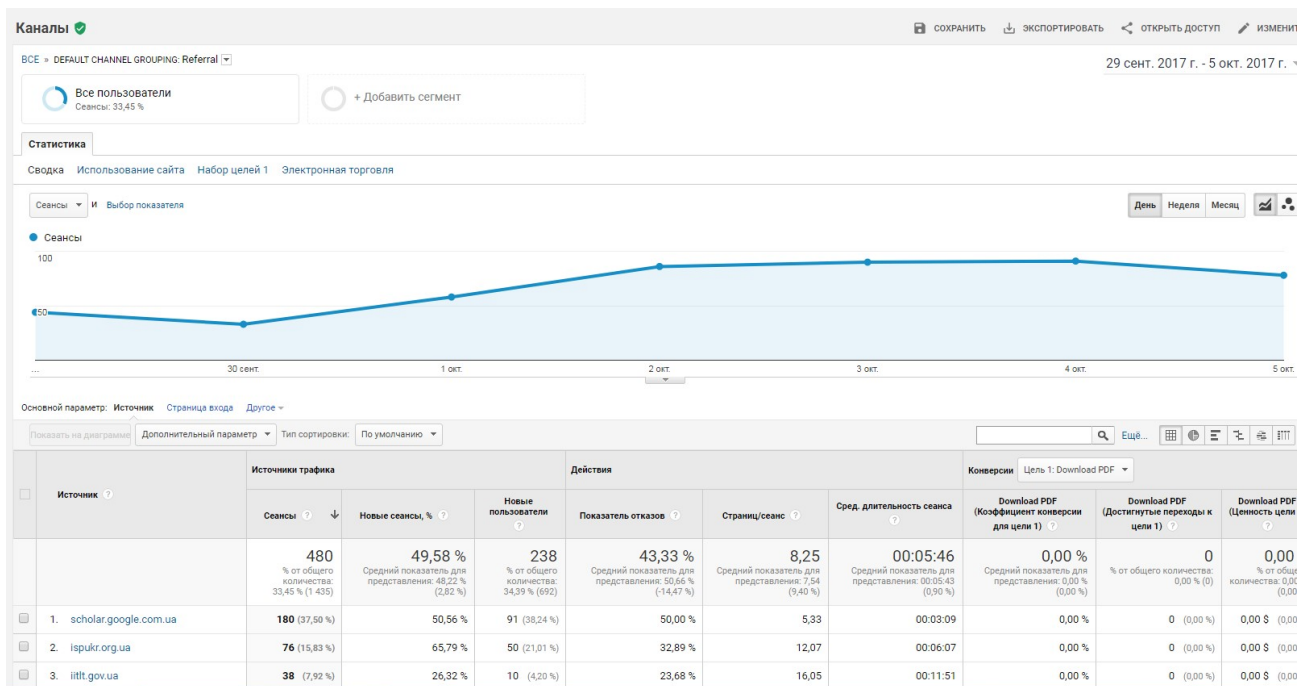 Каналы
СОХРАНИТЬ ЭКСПОРТИРОВАТЬ ОТКРЫТЬ ДОСТУП ИЗМЕНИТ
ВСЕ » DEFAULT CHANNEL GROUPING: Referral
29 сент. 2017 г. - 5 окт. 2017 г.
Все пользователи
Сеансы: 33,45 %
+ Добавить сегмент
Статистика
Сводка Использование сайта Набор целей 1 Электронная торговля
Сеансы И Выбор показателя
День Неделя Месяц
Сеансы
100
50
... 30 сент. 1 окт. 2 окт. 3 окт. 4 окт. 5 окт.
Основной параметр: Источник Страница входа Другое
Показать на диаграмме Дополнительный параметр Тип сортировки: По умолчанию Ещё...
Источник ?
Источники трафика
Действия
Конверсии Цель 1: Download PDF
Сеансы ?
Новые сеансы, % ?
Новые
пользователи
?
Показатель отказов ?
Страниц/сеанс ?
Сред. длительность сеанса
?
Download PDF
(Коэффициент конверсии
для цели 1) ?
Download PDF
(Достигнутые переходы к
цели 1) ?
Download PDF
(Ценность цели
?
480
% от общего
количества:
33,45 % (1 435)
49,58 %
Средний показатель для
представления: 48,22 %
(2,82 %)
238
% от общего
количества:
34,39 % (692)
43,33 %
Средний показатель для
представления: 50,66 %
(-14,47 %)
8,25
Средний показатель для
представления: 7,54
(9,40 %)
00:05:46
Средний показатель для
представления: 00:05:43
(0,90 %)
0,00 %
Средний показатель для
представления: 0,00 %
(0,00 %)
0
% от общего количества:
0,00 % (0)
0,00
% от обще
количества: 0,00
(0,00
1. scholar.google.com.ua 180 (37,50 %) 50,56 % 91 (38,24 %) 50,00 % 5,33 00:03:09 0,00 % 0 (0,00 %) 0,00 $ (0,00
2. ispukr.org.ua 76 (15,83 %) 65,79 % 50 (21,01 %) 32,89 % 12,07 00:06:07 0,00 % 0 (0,00 %) 0,00 $ (0,00
3. iitlt.gov.ua 38 (7,92 %) 26,32 % 10 (4,20 %) 23,68 % 16,05 00:11:51 0,00 % 0 (0,00 %) 0,00 $ (0,00